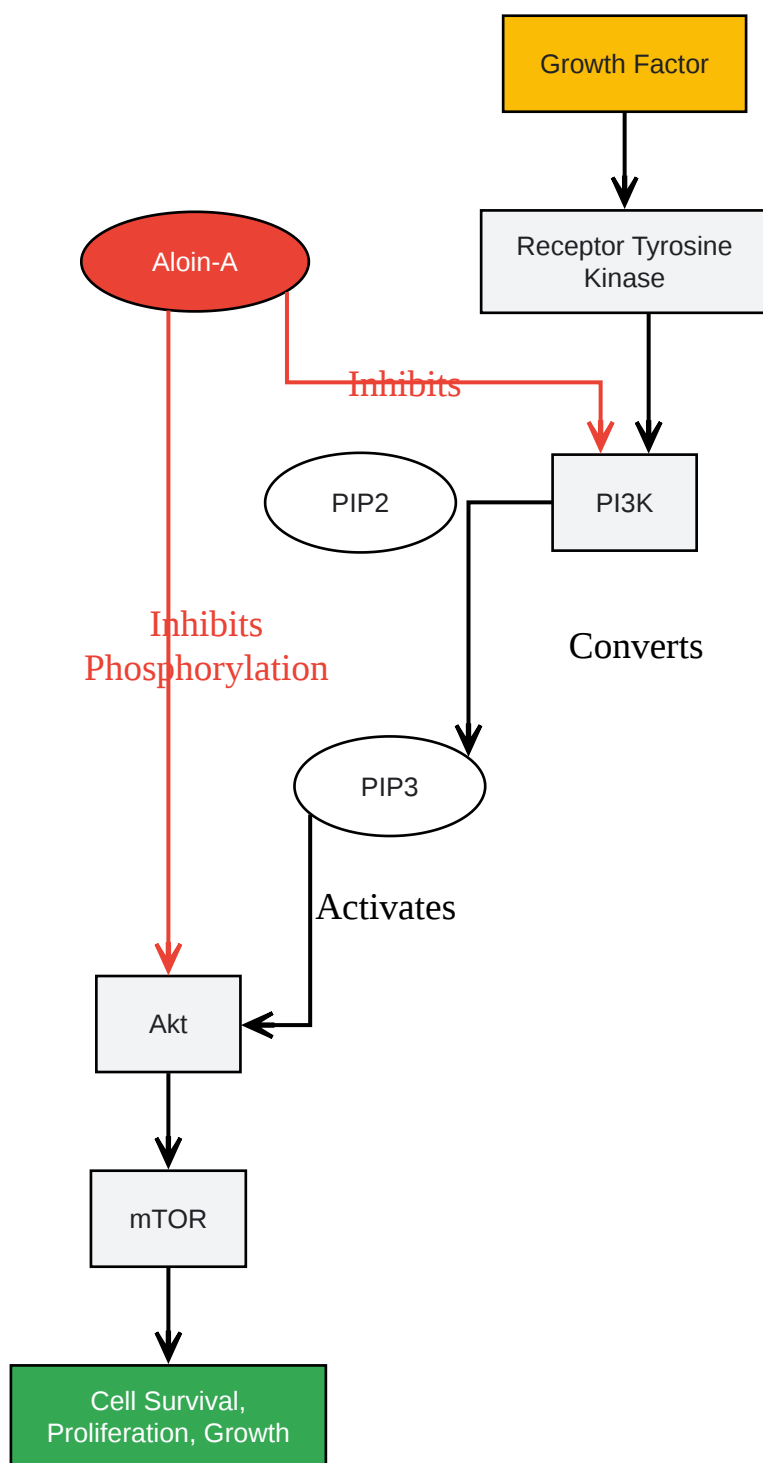 Growth Factor
Receptor Tyrosine
Kinase
Aloin-A
Inhibits
PIP2
PI3K
Inhibits
Phosphorylation
Converts
PIP3
Activates
Akt
mTOR
Cell Survival,
Proliferation, Growth